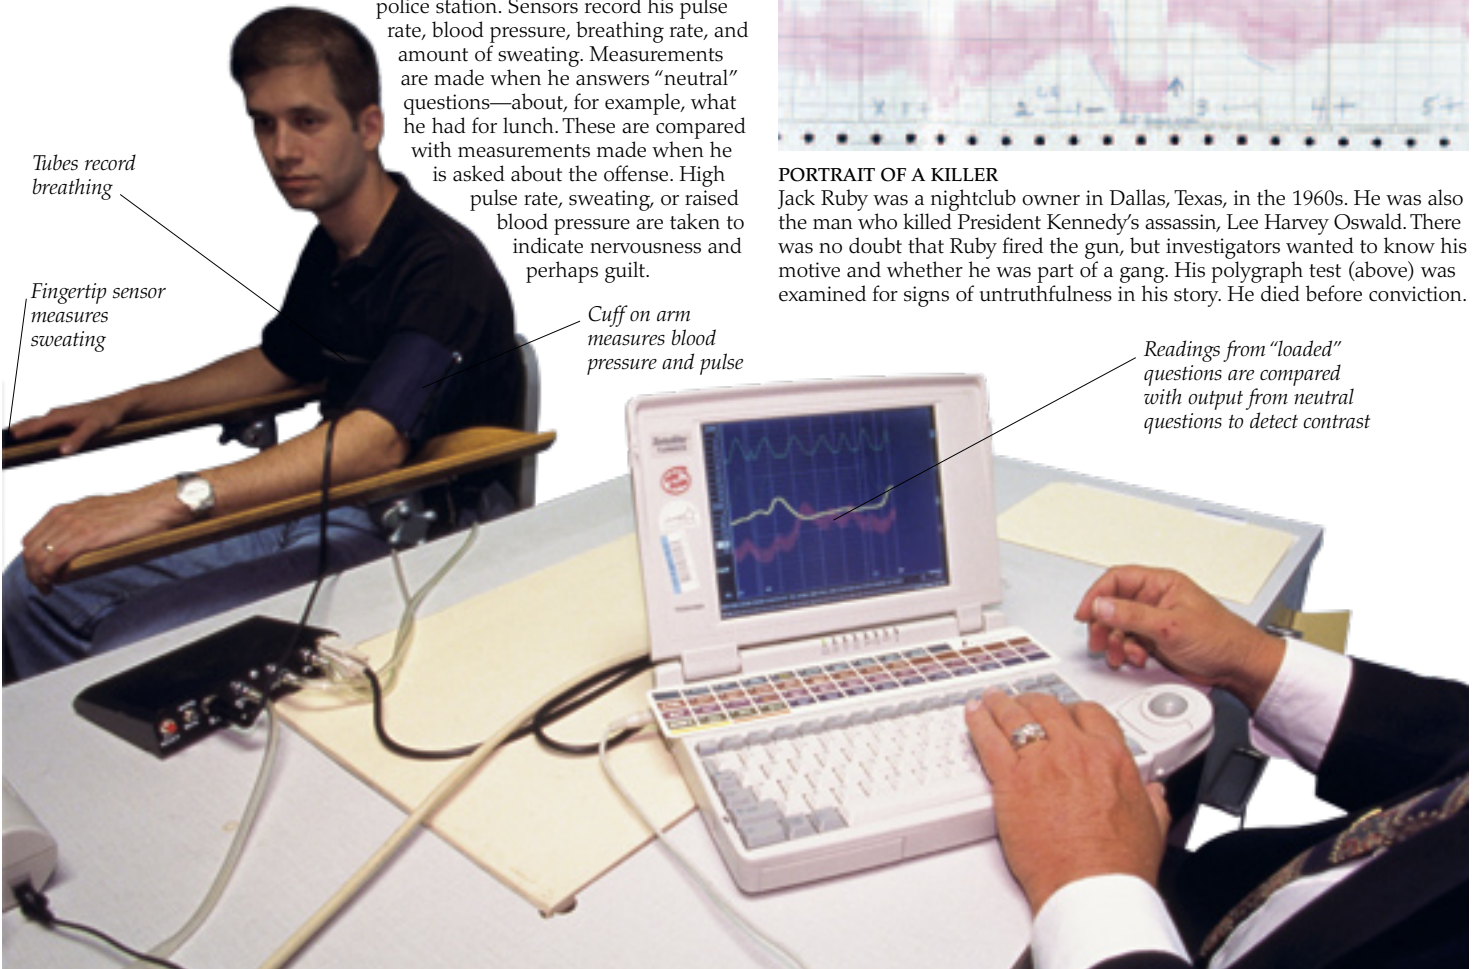 police station. Sensors record his pulse
rate, blood pressure, breathing rate, and
amount of sweating. Measurements
are made when he answers “neutral”
questions—about, for example, what
he had for lunch. These are compared
with measurements made when he
is asked about the offense. High
pulse rate, sweating, or raised
blood pressure are taken to
indicate nervousness and
perhaps guilt.
Tubes record
breathing
Fingertip sensor
measures
sweating
Cuff on arm
measures blood
pressure and pulse
2
3
4+
5+
PORTRAIT OF A KILLER
Jack Ruby was a nightclub owner in Dallas, Texas, in the 1960s. He was also
the man who killed President Kennedy’s assassin, Lee Harvey Oswald. There
was no doubt that Ruby fired the gun, but investigators wanted to know his
motive and whether he was part of a gang. His polygraph test (above) was
examined for signs of untruthfulness in his story. He died before conviction.
Readings from “loaded”
questions are compared
with output from neutral
questions to detect contrast